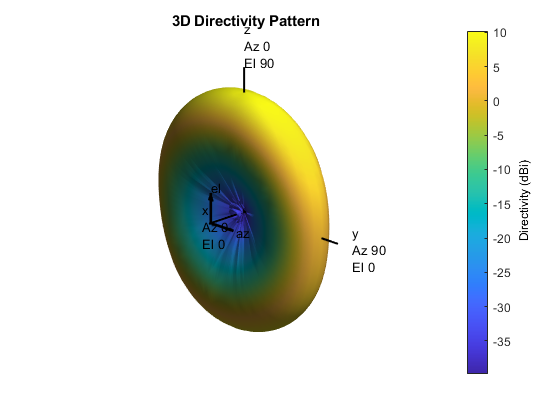 3D Directivity Pattern
z
Az 0
El 90
el
x
Az 0
El 0
az
y
Az 90
El 0
10
5
0
-5
-10
-15
-20
-25
-30
-35
Directivity (dBi)